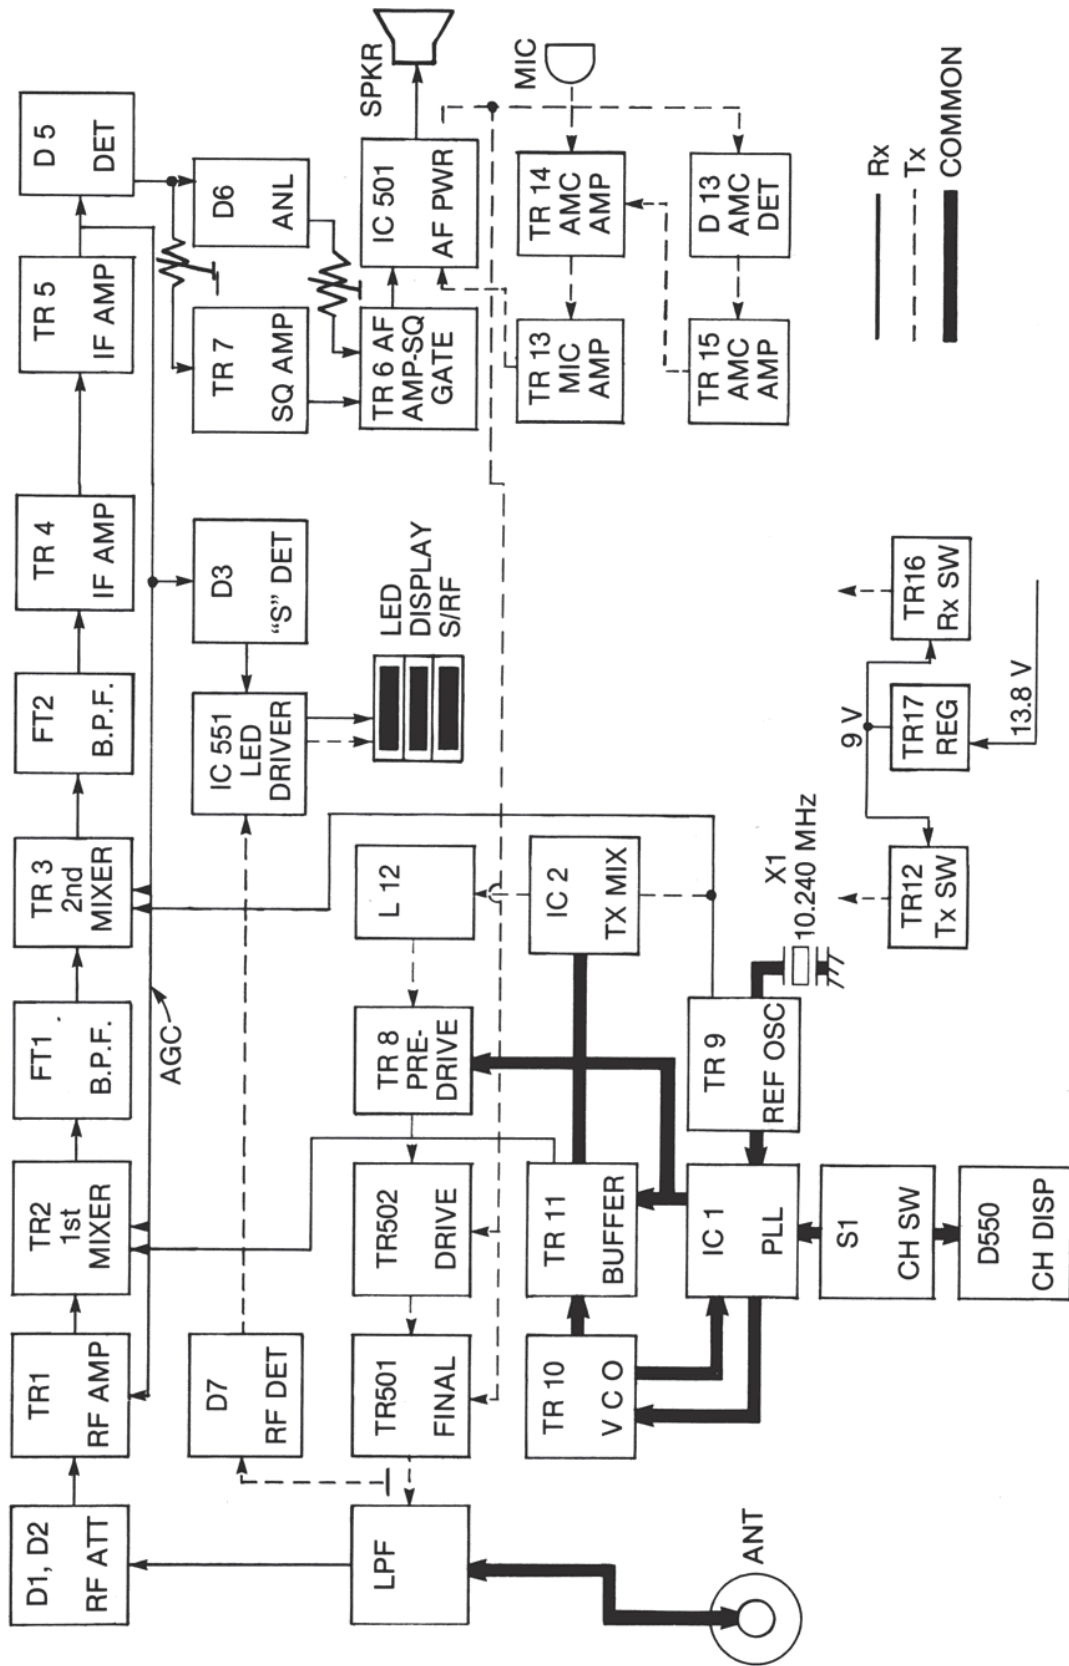 D1, D2
RF ATT
TR1
RF AMP
TR2
1st
MIXER
FT1
B.P.F.
TR 3
2nd
MIXER
FT2
B.P.F.
TR 4
IF AMP
TR 5
IF AMP
D 5
DET
AGC
D7
RF DET
IC 551
LED
DRIVER
D3
"S" DET
TR 7
SQ AMP
D6
ANL
LED
DISPLAY
S/RF
LPF
TR501
FINAL
TR502
DRIVE
TR 8
PRE-
DRIVE
L 12
TR 6 AF
AMP-SQ
GATE
IC 501
AF PWR
SPKR
TR 10
V C O
TR 11
BUFFER
IC 2
TX MIX
TR 13
MIC
AMP
TR 14
AMC
AMP
MIC
IC 1
PLL
TR 9
REF OSC
X1
10.240 MHz
TR 15
AMC
AMP
D 13
AMC
DET
ANT
S1
CH SW
D550
CH DISP
9 V
TR12
Tx SW
TR17
REG
TR16
Rx SW
13.8 V
Rx
Tx
COMMON